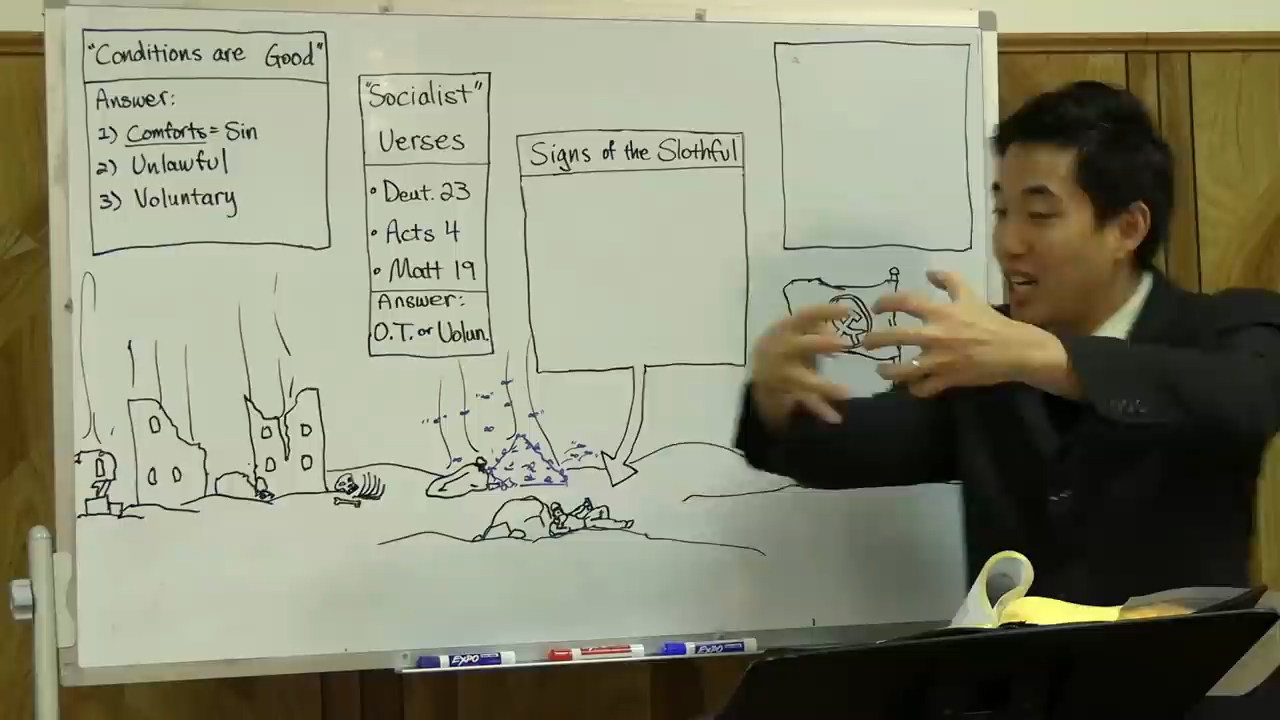 "Conditions are Good"
Answer:
1) Comforts = Sin
2) Unlawful
3) Voluntary
"Socialist"
Verses
• Deut. 23
• Acts 4
• Matt 19
Answer:
O.T. or Volun.
Signs of the Slothful
EXPO
EXPO